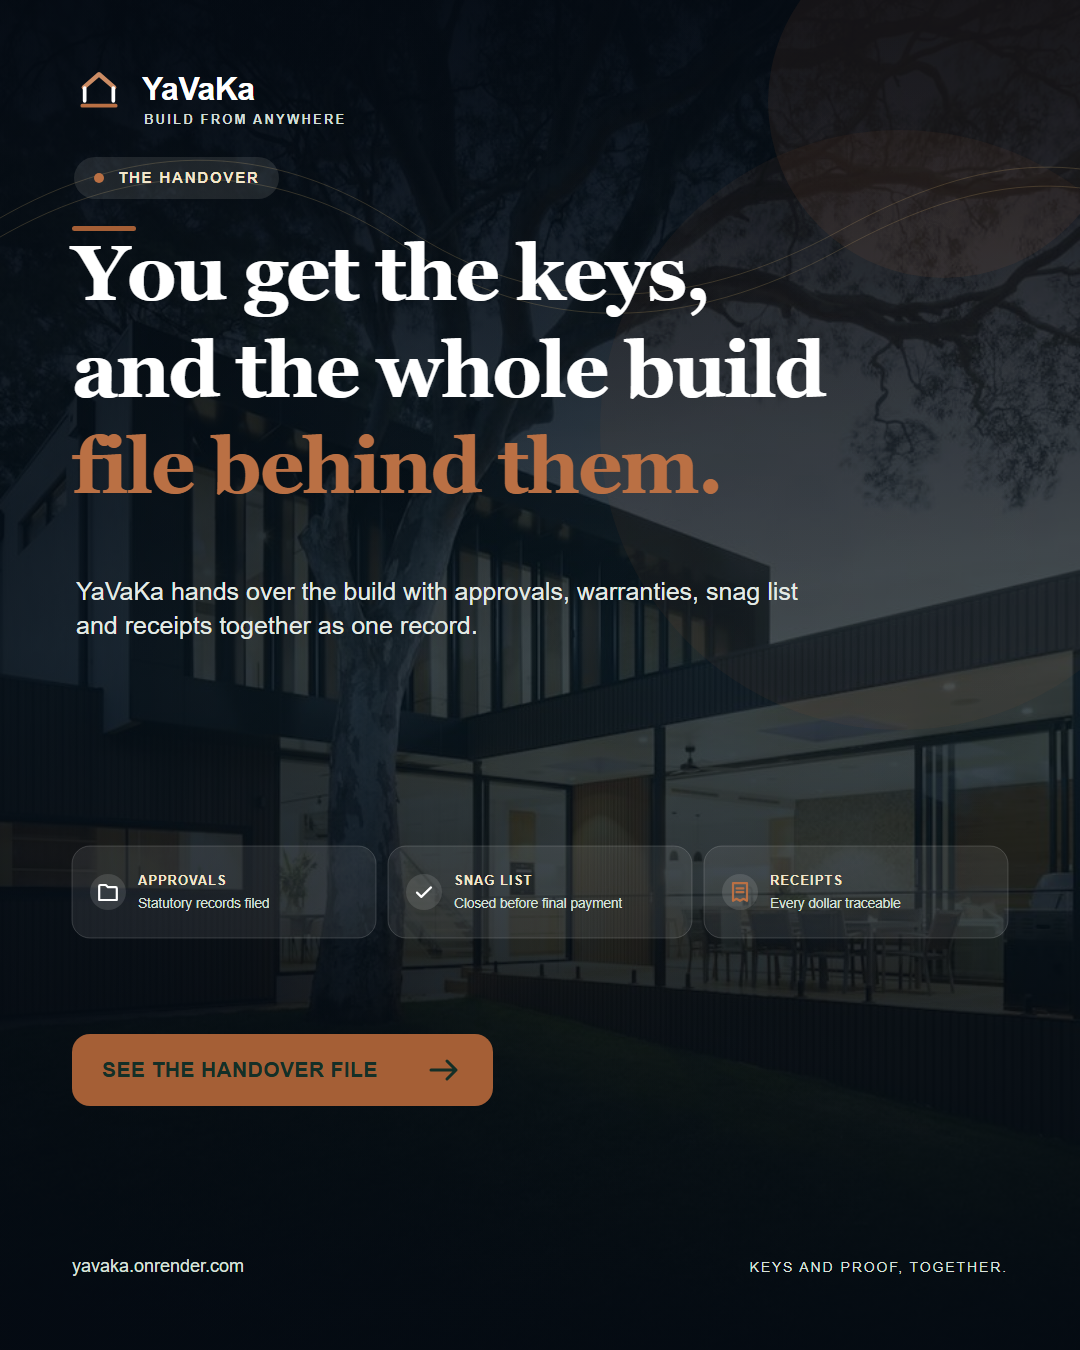 YaVaKa
BUILD FROM ANYWHERE
THE HANDOVER
You get the keys,
and the whole build
file behind them.
YaVaKa hands over the build with approvals, warranties, snag list
and receipts together as one record.
APPROVALS
Statutory records filed
SNAG LIST
Closed before final payment
RECEIPTS
Every dollar traceable
SEE THE HANDOVER FILE
yavaka.onrender.com
KEYS AND PROOF, TOGETHER.